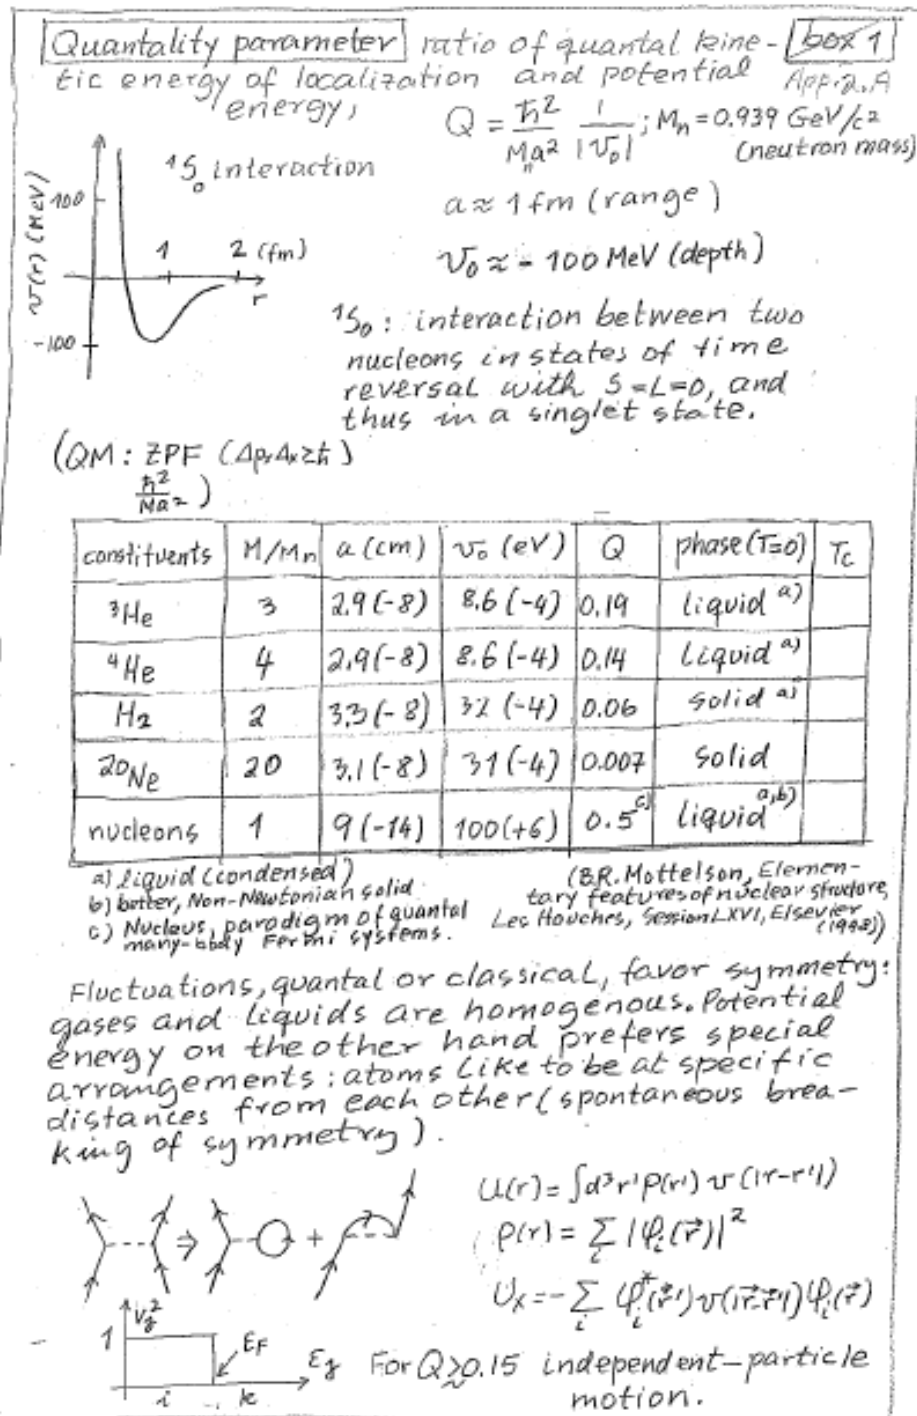 Quantality parameter ratio of quantal kine- box 1
tic energy of localization and potential App. 2.A
energy,
Q = ħ²/Ma² 1/|v₀| ; Mn = 0.939 GeV/c²
n (neutron mass)
¹S₀ interaction
v(r) (MeV)
100
1 2 (fm)
r
-100
a ≈ 1 fm (range)
v₀ ≈ - 100 MeV (depth)
¹S₀: interaction between two
nucleons in states of time
reversal with S=L=0, and
thus in a singlet state.
(QM: ZPF (ΔpₓΔx≥ħ)
ħ²/Ma² )
constituents M/Mn a (cm) v₀ (eV) Q phase (T=0) Tc
³He 3 2.9 (-8) 8.6 (-4) 0.19 liquid a)
⁴He 4 2.9 (-8) 8.6 (-4) 0.14 liquid a)
H₂ 2 3.3 (-8) 32 (-4) 0.06 solid a)
²⁰Ne 20 3.1 (-8) 31 (-4) 0.007 solid
nucleons 1 9 (-14) 100 (+6) 0.5 c) liquid a,b)
a) liquid (condensed)
b) better, Non-Newtonian solid
c) Nucleus, paradigm of quantal
many-body Fermi systems.
(B.R. Mottelson, Elemen-
tary features of nuclear structure,
Les Houches, Session LXVI, Elsevier
(1998))
Fluctuations, quantal or classical, favor symmetry:
gases and liquids are homogenous. Potential
energy on the other hand prefers special
arrangements: atoms like to be at specific
distances from each other (spontaneous brea-
king of symmetry).
U(r) = ∫d³r'ρ(r') v(|r-r'|)
⇒ +
ρ(r) = Σᵢ |φᵢ(r⃗)|²
Uₓ = - Σᵢ φᵢ*(r⃗') v(|r⃗-r⃗'|) φᵢ(r⃗)
1
EF
i k
For Q ≳ 0.15 independent-particle
motion.